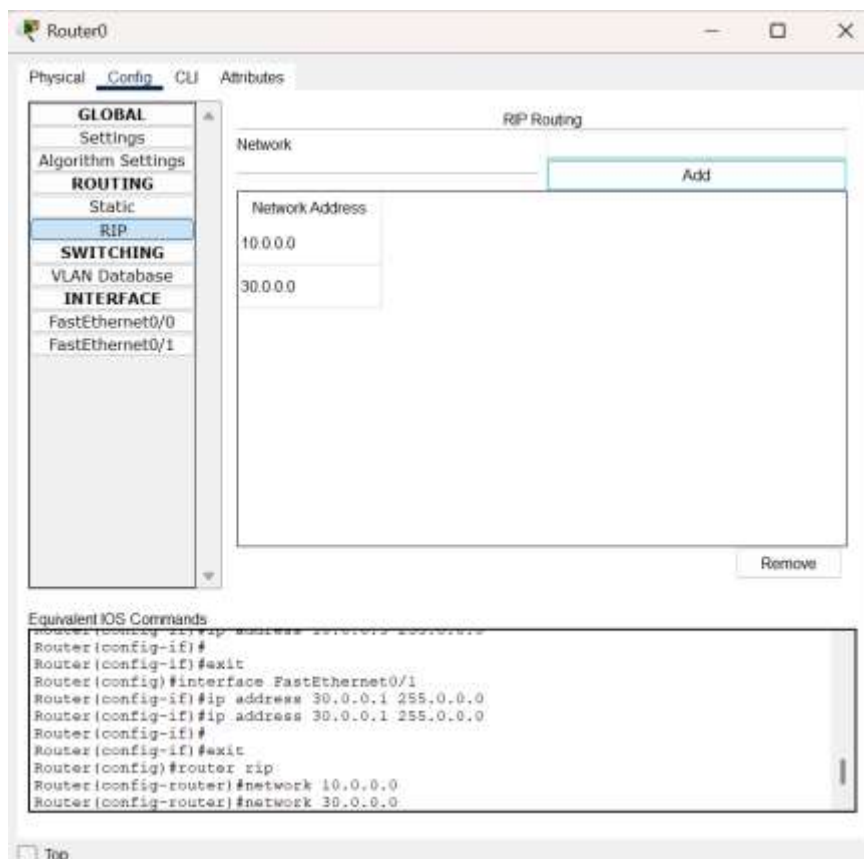 Router0
Physical Config CLI Attributes
GLOBAL
Settings
Algorithm Settings
ROUTING
Static
RIP
SWITCHING
VLAN Database
INTERFACE
FastEthernet0/0
FastEthernet0/1
RIP Routing
Network
Add
Network Address
10.0.0.0
30.0.0.0
Remove
Equivalent IOS Commands
Router(config-if)#
Router(config-if)#exit
Router(config)#interface FastEthernet0/1
Router(config-if)#ip address 30.0.0.1 255.0.0.0
Router(config-if)#ip address 30.0.0.1 255.0.0.0
Router(config-if)#
Router(config-if)#exit
Router(config)#router rip
Router(config-router)#network 10.0.0.0
Router(config-router)#network 30.0.0.0
Top